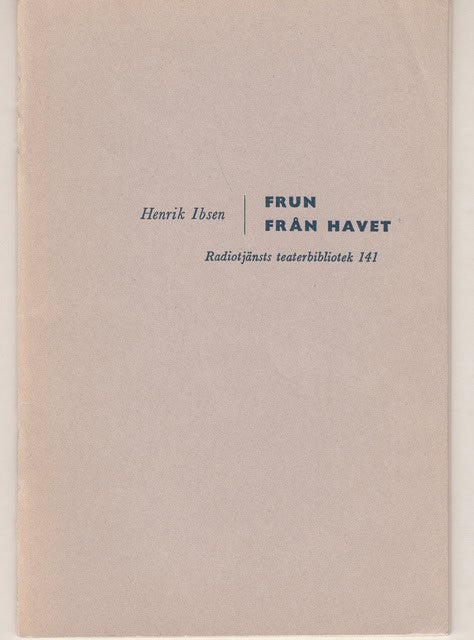 Henrik Ibsen
FRUN
FRÅN HAVET
Radiotjänsts teaterbibliotek 141